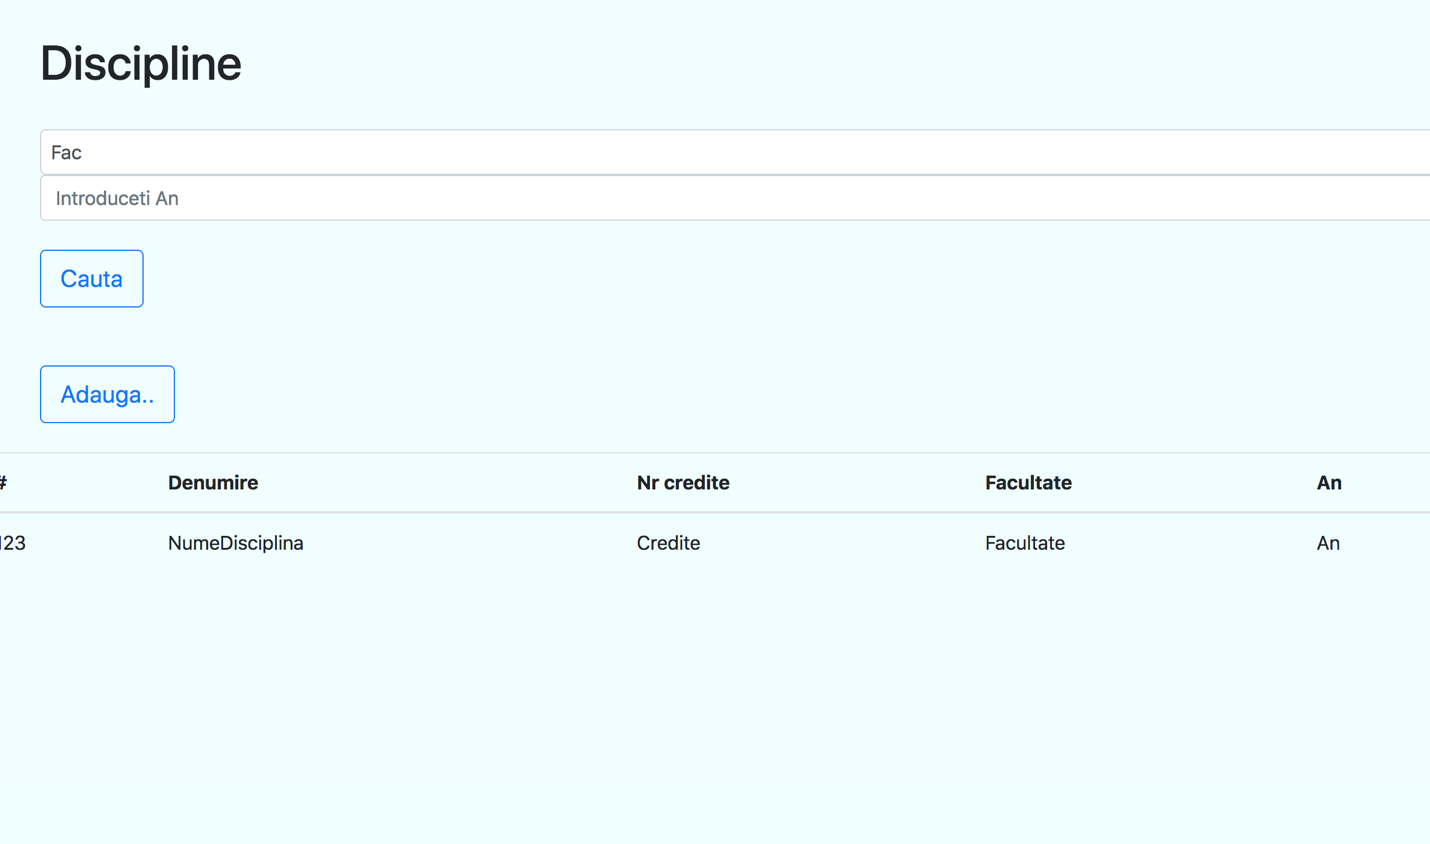 Discipline
Fac
Introduceti An
Cauta
Adauga..
# Denumire Nr credite Facultate An
123 NumeDisciplina Credite Facultate An